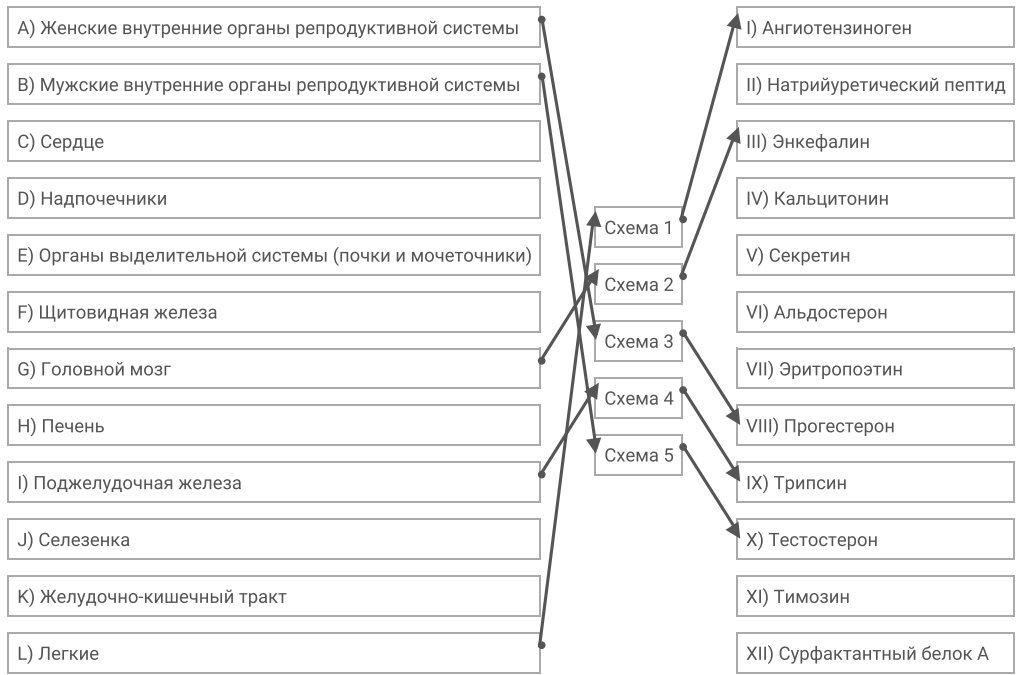 A) Женские внутренние органы репродуктивной системы
B) Мужские внутренние органы репродуктивной системы
C) Сердце
D) Надпочечники
E) Органы выделительной системы (почки и мочеточники)
F) Щитовидная железа
G) Головной мозг
H) Печень
I) Поджелудочная железа
J) Селезенка
K) Желудочно-кишечный тракт
L) Легкие
Схема 1
Схема 2
Схема 3
Схема 4
Схема 5
I) Ангиотензиноген
II) Натрийуретический пептид
III) Энкефалин
IV) Кальцитонин
V) Секретин
VI) Альдостерон
VII) Эритропоэтин
VIII) Прогестерон
IX) Трипсин
X) Тестостерон
XI) Тимозин
XII) Сурфактантный белок А